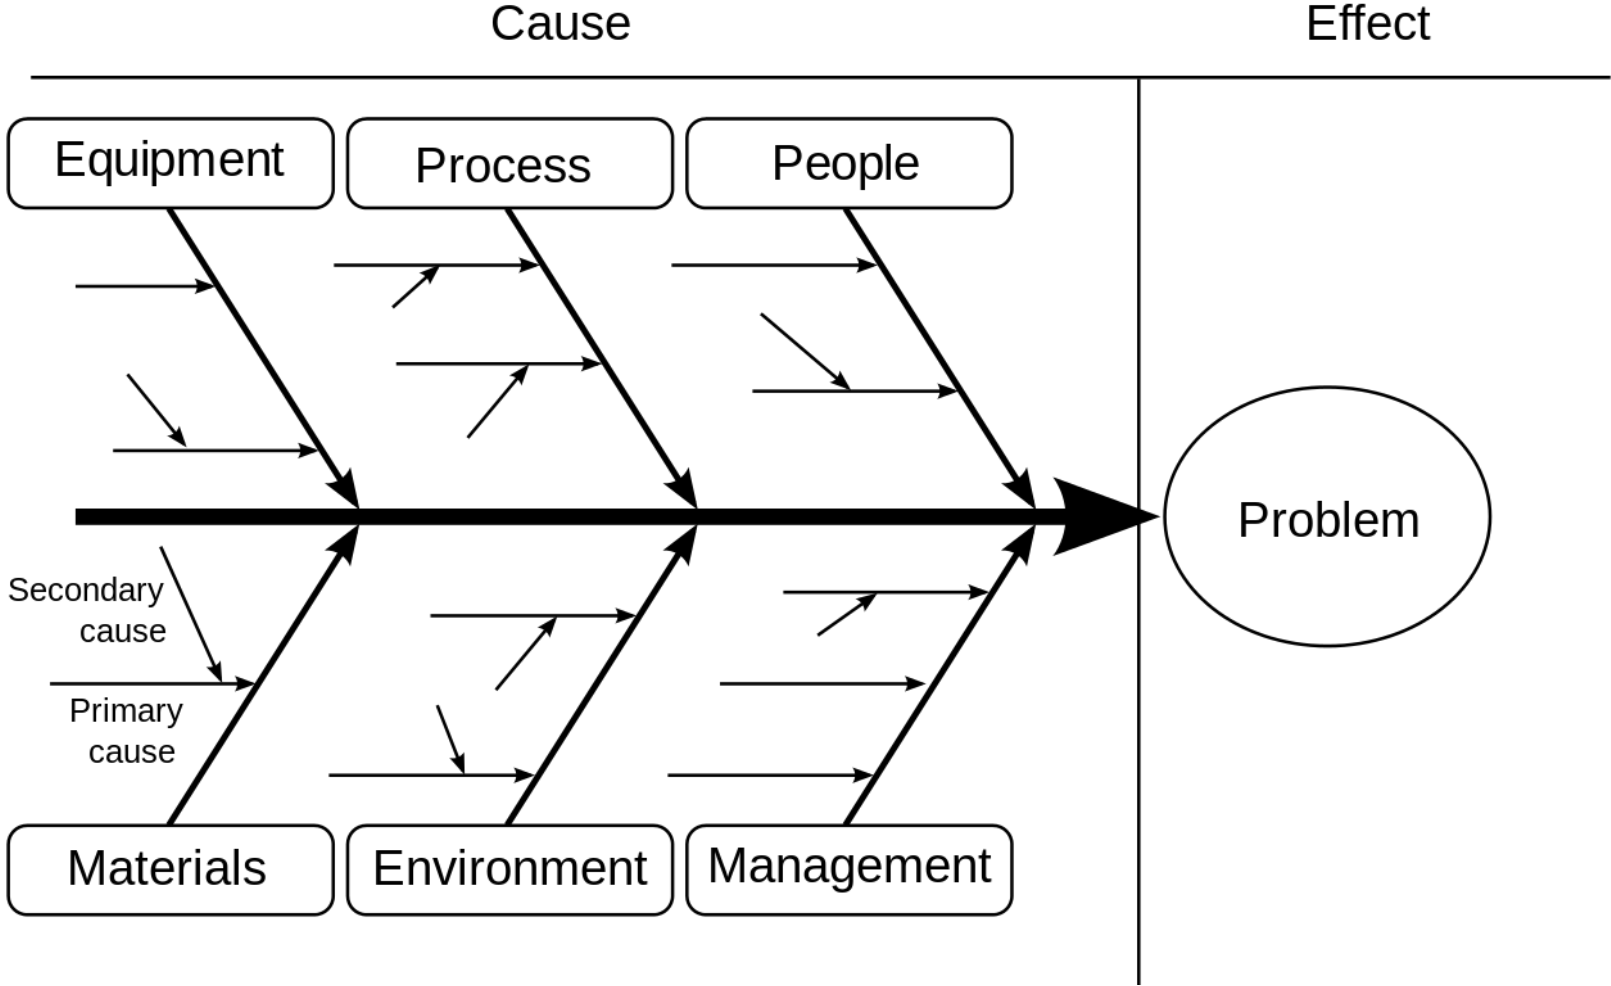 Cause
Effect
Equipment
Process
People
Problem
Secondary
cause
Primary
cause
Materials
Environment
Management